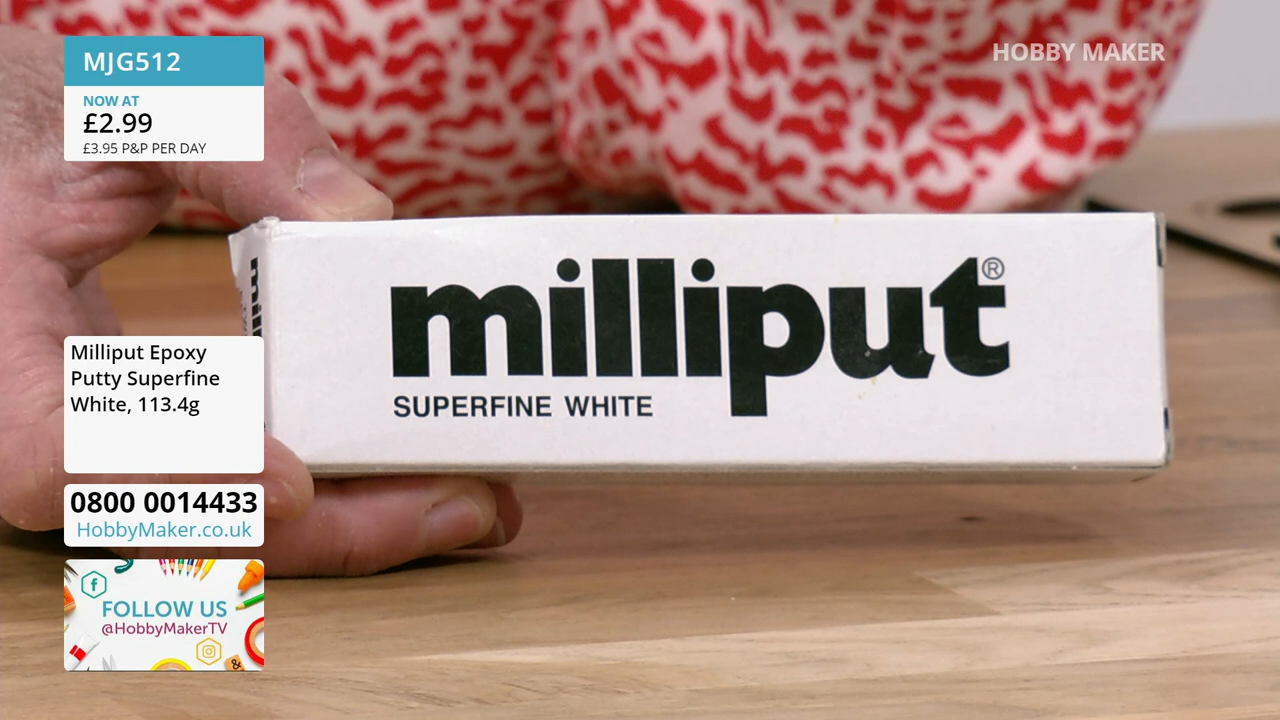 MJG512
NOW AT
£2.99
£3.95 P&P PER DAY
HOBBY MAKER
milliput®
SUPERFINE WHITE
Milliput Epoxy
Putty Superfine
White, 113.4g
0800 0014433
HobbyMaker.co.uk
FOLLOW US
@HobbyMakerTV